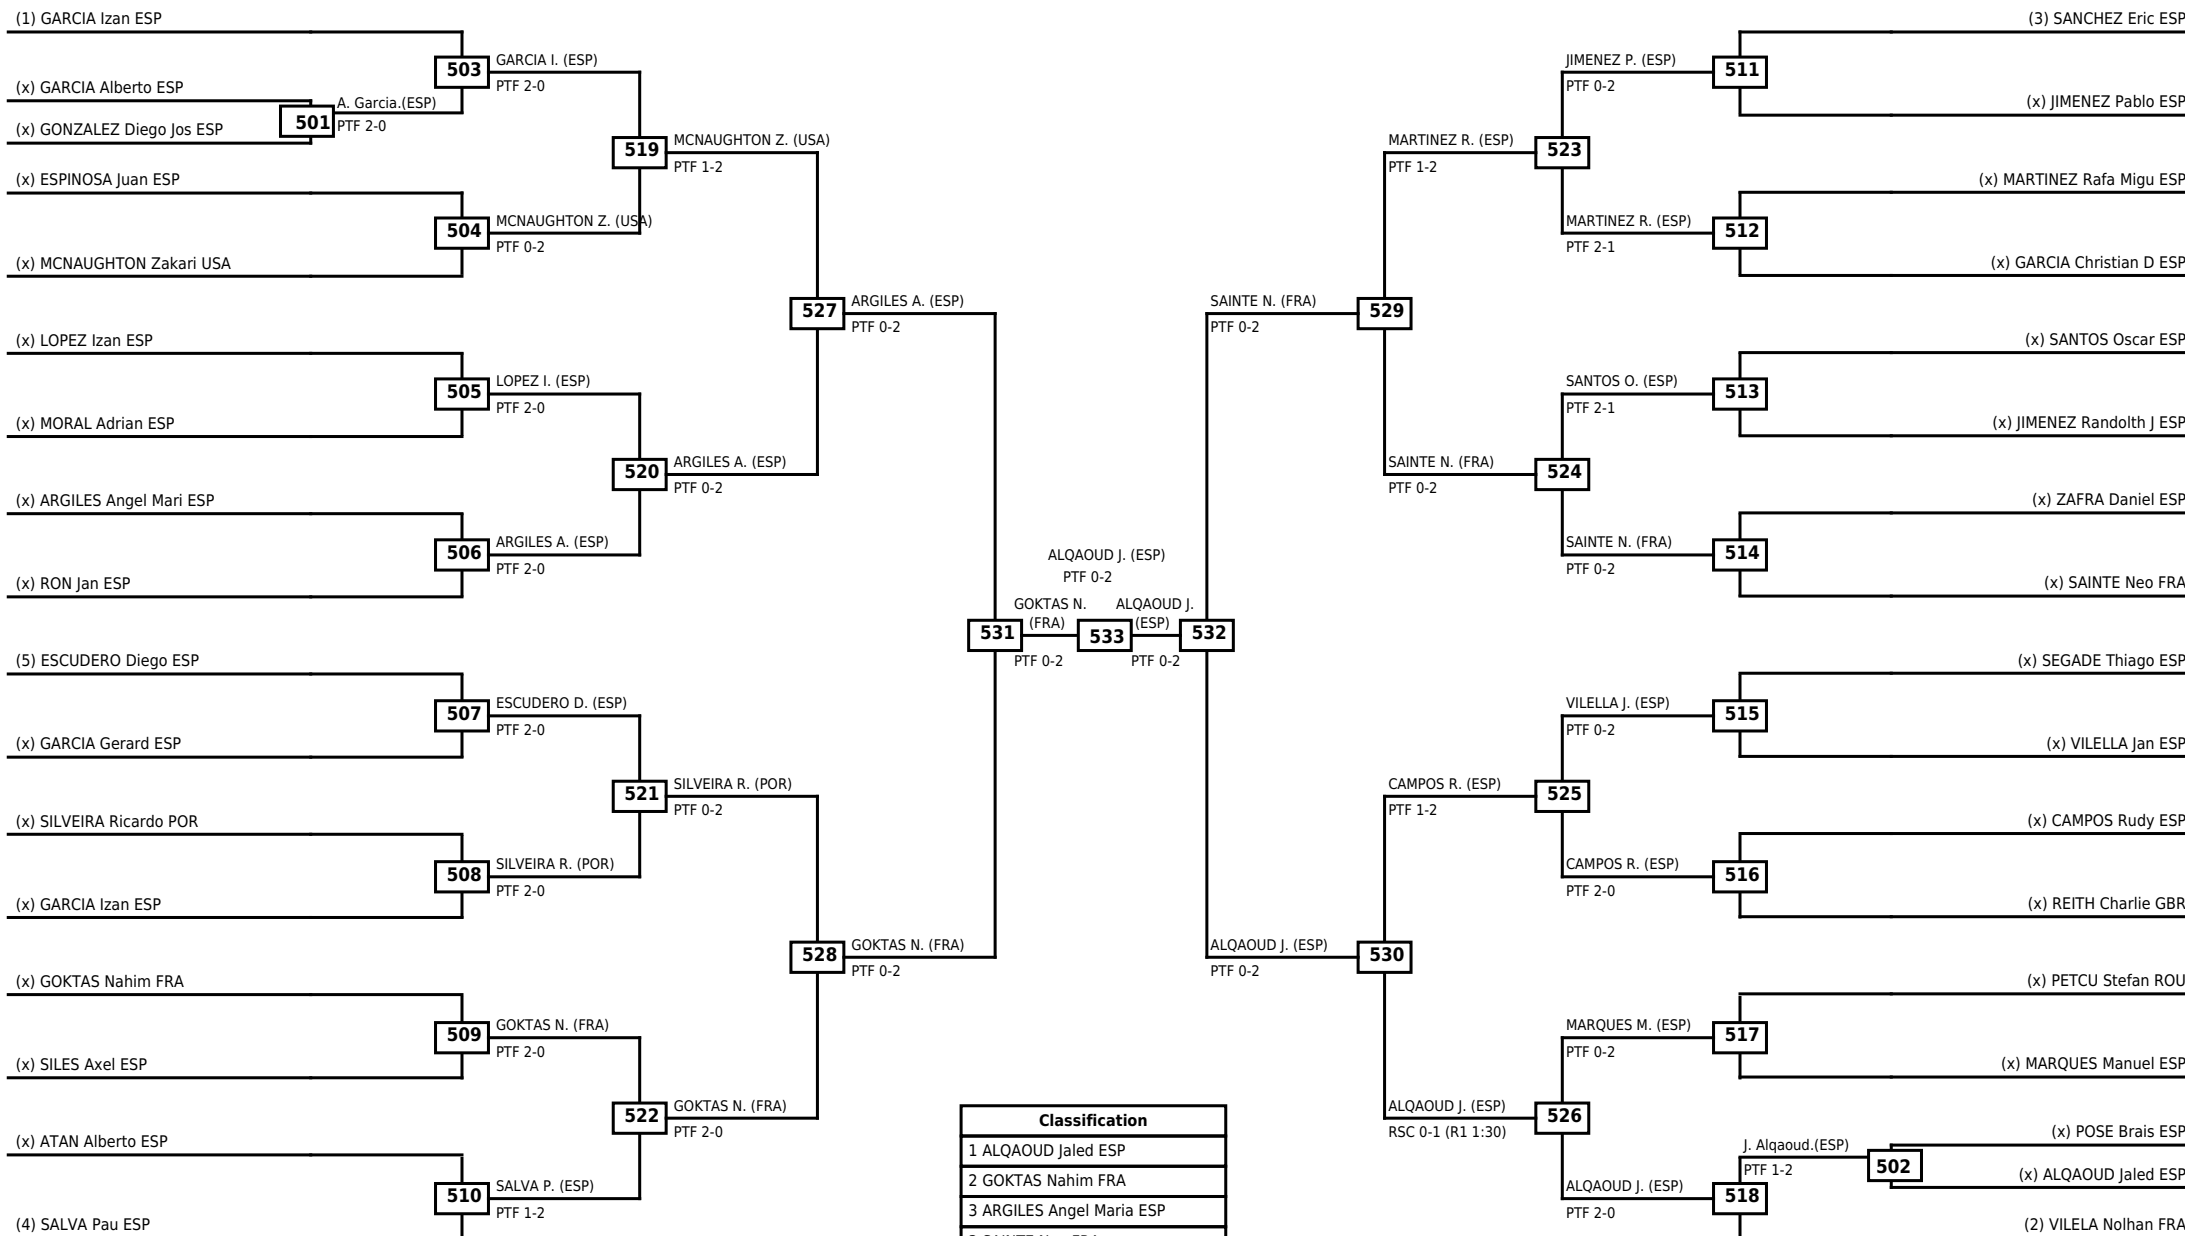 (1) GARCIA Izan ESP
503
GARCIA I. (ESP)
PTF 2-0
(x) GARCIA Alberto ESP
501
A. Garcia.(ESP)
PTF 2-0
(x) GONZALEZ Diego Jos ESP
519
MCNAUGHTON Z. (USA)
PTF 1-2
(x) ESPINOSA Juan ESP
504
MCNAUGHTON Z. (USA)
PTF 0-2
(x) MCNAUGHTON Zakari USA
527
ARGILES A. (ESP)
PTF 0-2
(x) LOPEZ Izan ESP
505
LOPEZ I. (ESP)
PTF 2-0
(x) MORAL Adrian ESP
520
ARGILES A. (ESP)
PTF 0-2
(x) ARGILES Angel Mari ESP
506
ARGILES A. (ESP)
PTF 2-0
(x) RON Jan ESP
(5) ESCUDERO Diego ESP
507
ESCUDERO D. (ESP)
PTF 2-0
(x) GARCIA Gerard ESP
521
SILVEIRA R. (POR)
PTF 0-2
(x) SILVEIRA Ricardo POR
508
SILVEIRA R. (POR)
PTF 2-0
(x) GARCIA Izan ESP
528
GOKTAS N. (FRA)
PTF 0-2
(x) GOKTAS Nahim FRA
509
GOKTAS N. (FRA)
PTF 2-0
(x) SILES Axel ESP
522
GOKTAS N. (FRA)
PTF 2-0
(x) ATAN Alberto ESP
510
SALVA P. (ESP)
PTF 1-2
(4) SALVA Pau ESP
ALQAOUD J. (ESP)
PTF 0-2
531
GOKTAS N.
(FRA)
PTF 0-2
533
ALQAOUD J.
(ESP)
PTF 0-2
532
Classification
1 ALQAOUD Jaled ESP
2 GOKTAS Nahim FRA
3 ARGILES Angel Maria ESP
(3) SANCHEZ Eric ESP
JIMENEZ P. (ESP)
PTF 0-2
511
(x) JIMENEZ Pablo ESP
MARTINEZ R. (ESP)
PTF 1-2
523
(x) MARTINEZ Rafa Migu ESP
MARTINEZ R. (ESP)
PTF 2-1
512
(x) GARCIA Christian D ESP
SAINTE N. (FRA)
PTF 0-2
529
(x) SANTOS Oscar ESP
SANTOS O. (ESP)
PTF 2-1
513
(x) JIMENEZ Randolth J ESP
SAINTE N. (FRA)
PTF 0-2
524
(x) ZAFRA Daniel ESP
SAINTE N. (FRA)
PTF 0-2
514
(x) SAINTE Neo FRA
(x) SEGADE Thiago ESP
VILELLA J. (ESP)
PTF 0-2
515
(x) VILELLA Jan ESP
CAMPOS R. (ESP)
PTF 1-2
525
(x) CAMPOS Rudy ESP
CAMPOS R. (ESP)
PTF 2-0
516
(x) REITH Charlie GBR
ALQAOUD J. (ESP)
PTF 0-2
530
(x) PETCU Stefan ROU
MARQUES M. (ESP)
PTF 0-2
517
(x) MARQUES Manuel ESP
ALQAOUD J. (ESP)
RSC 0-1 (R1 1:30)
526
(x) POSE Brais ESP
J. Alqaoud.(ESP)
PTF 1-2
502
(x) ALQAOUD Jaled ESP
ALQAOUD J. (ESP)
PTF 2-0
518
(2) VILELA Nolhan FRA